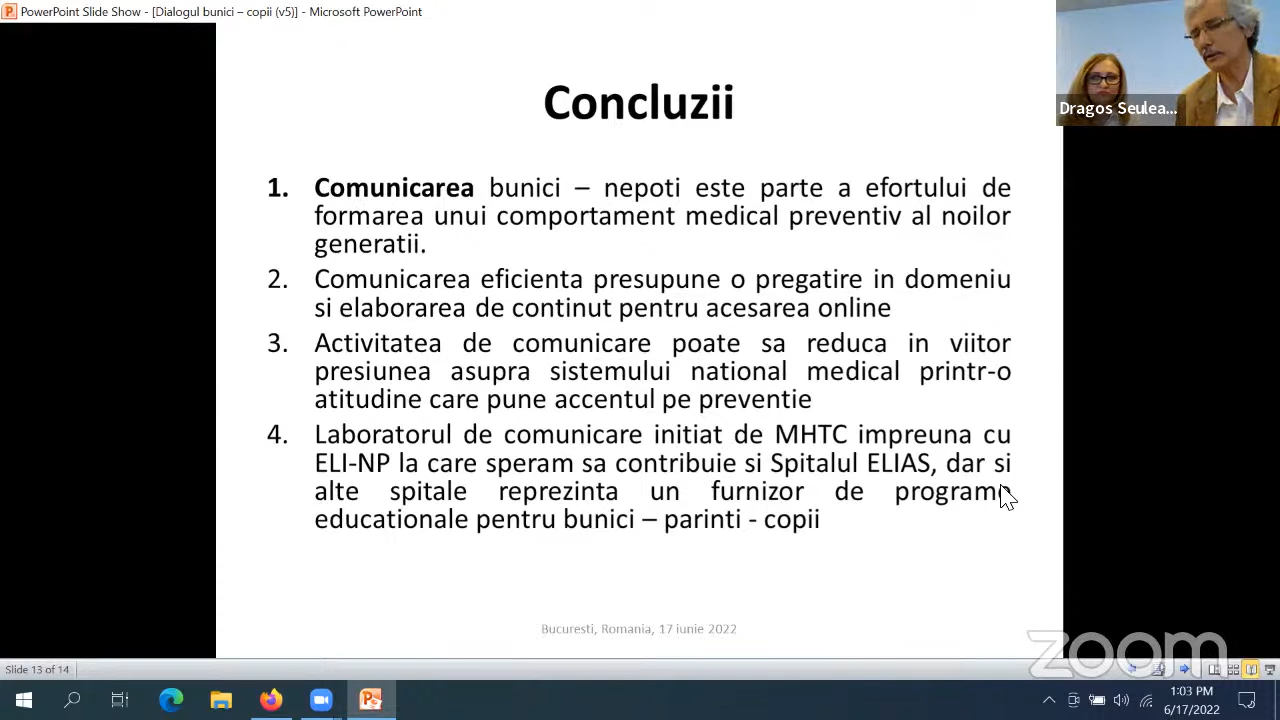 PowerPoint Slide Show - [Dialogul bunici – copii (v5)] - Microsoft PowerPoint
Dragos Seulea...
Concluzii
1. Comunicarea bunici – nepoti este parte a efortului de
formarea unui comportament medical preventiv al noilor
generatii.
2. Comunicarea eficienta presupune o pregatire in domeniu
si elaborarea de continut pentru acesarea online
3. Activitatea de comunicare poate sa reduca in viitor
presiunea asupra sistemului national medical printr-o
atitudine care pune accentul pe preventie
4. Laboratorul de comunicare initiat de MHTC impreuna cu
ELI-NP la care speram sa contribuie si Spitalul ELIAS, dar si
alte spitale reprezinta un furnizor de programe
educationale pentru bunici – parinti - copii
Bucuresti, Romania, 17 iunie 2022
zoom
Slide 13 of 14
1:03 PM
6/17/2022